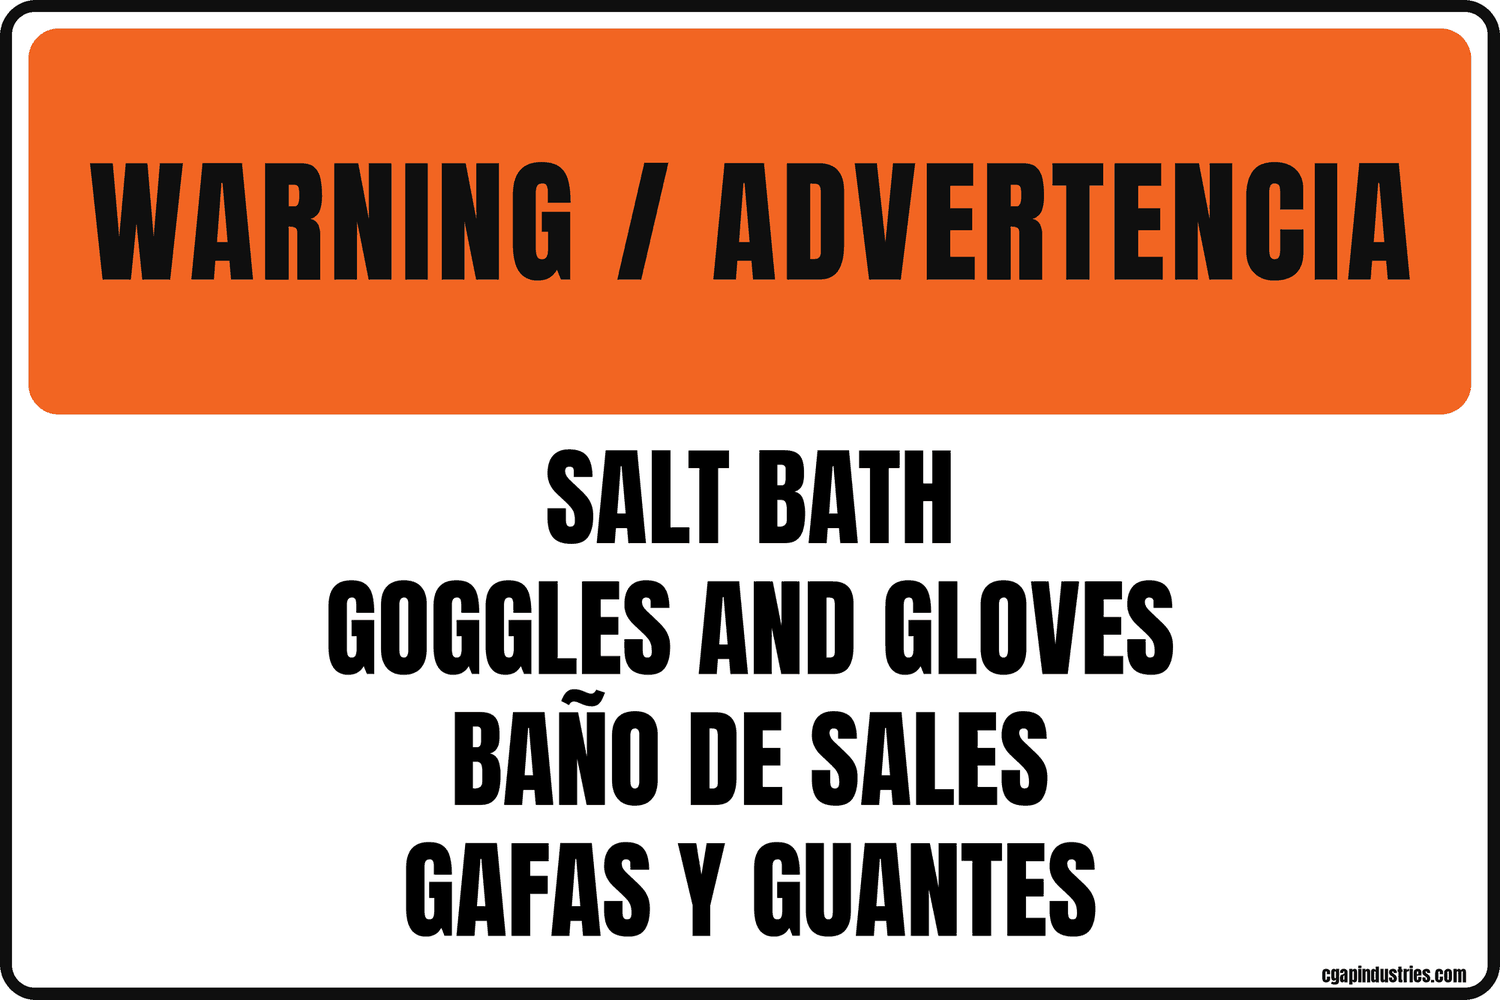 WARNING / ADVERTENCIA
SALT BATH
GOGGLES AND GLOVES
BAÑO DE SALES
GAFAS Y GUANTES
cgapindustries.com